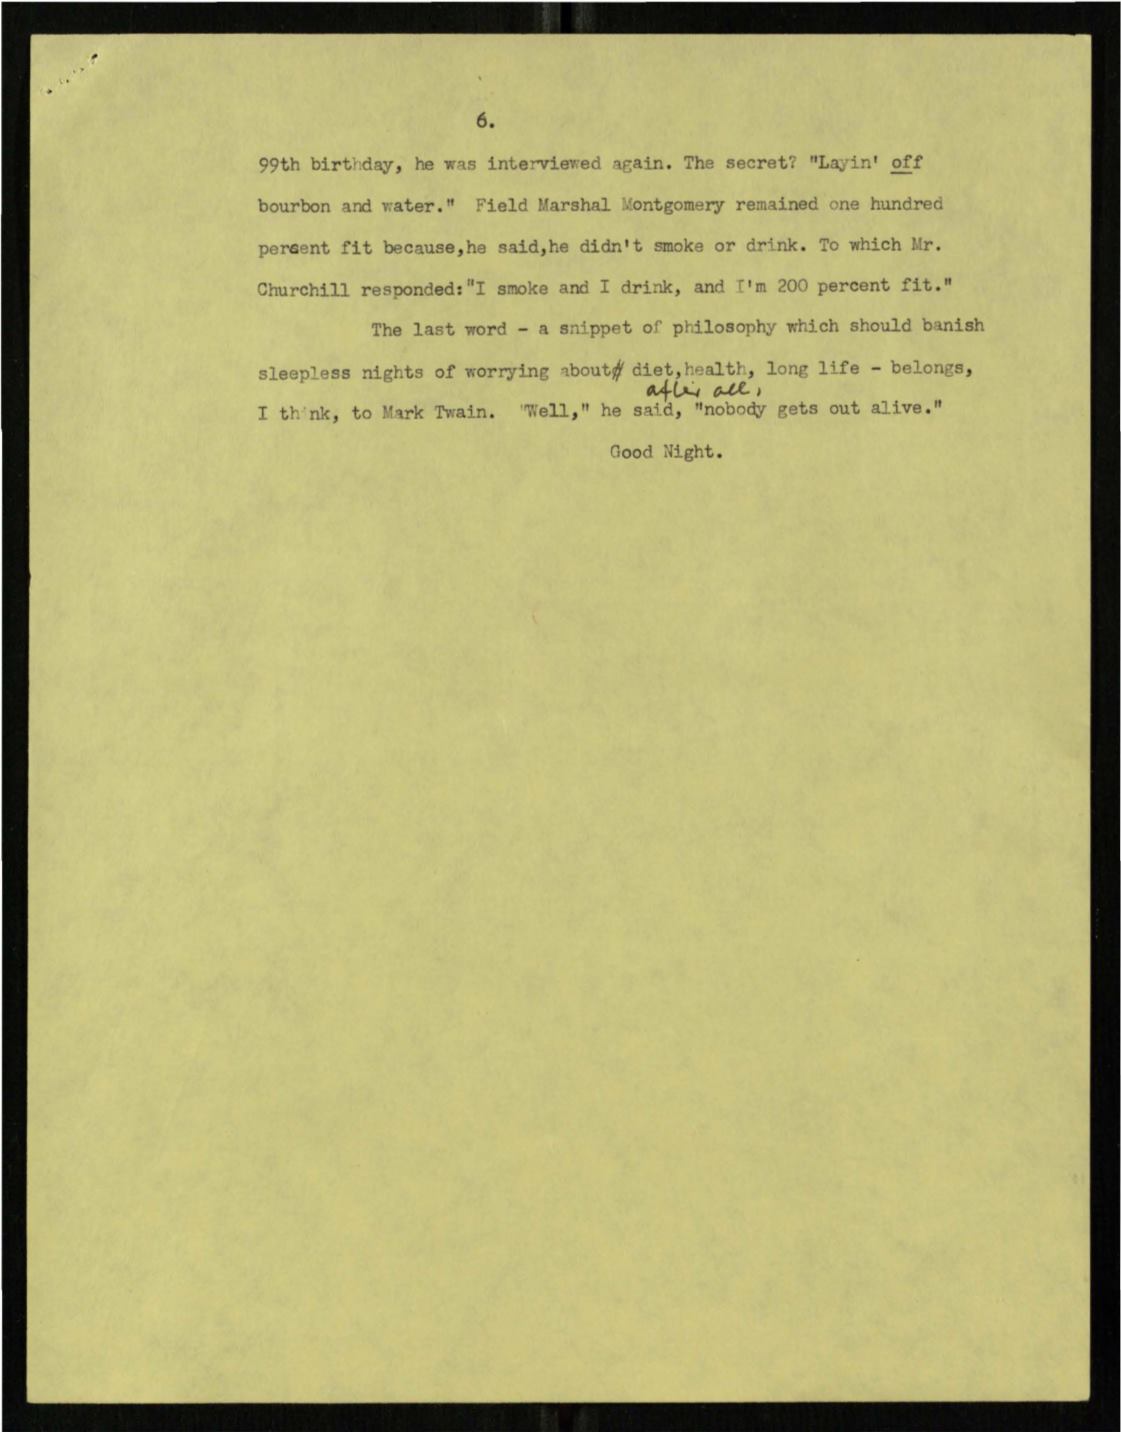 6.
99th birthday, he was interviewed again. The secret? "Layin' off
bourbon and water."  Field Marshal Montgomery remained one hundred
percent fit because,he said,he didn't smoke or drink. To which Mr.
Churchill responded:"I smoke and I drink, and I'm 200 percent fit."
The last word - a snippet of philosophy which should banish
sleepless nights of worrying about diet,health, long life - belongs,
after all,
I think, to Mark Twain.  "Well," he said, "nobody gets out alive."
Good Night.